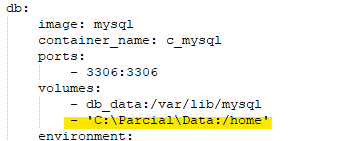 db:
image: mysql
container_name: c_mysql
ports:
- 3306:3306
volumes:
- db_data:/var/lib/mysql
- 'C:\Parcial\Data:/home'
environment: